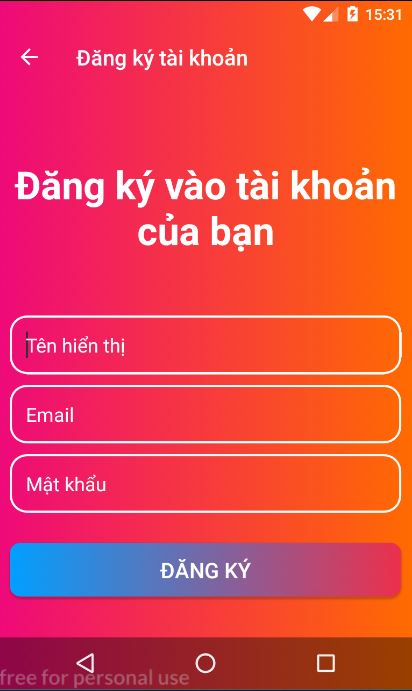 15:31
Đăng ký tài khoản
Đăng ký vào tài khoản
của bạn
Tên hiển thị
Email
Mật khẩu
ĐĂNG KÝ
free for personal use